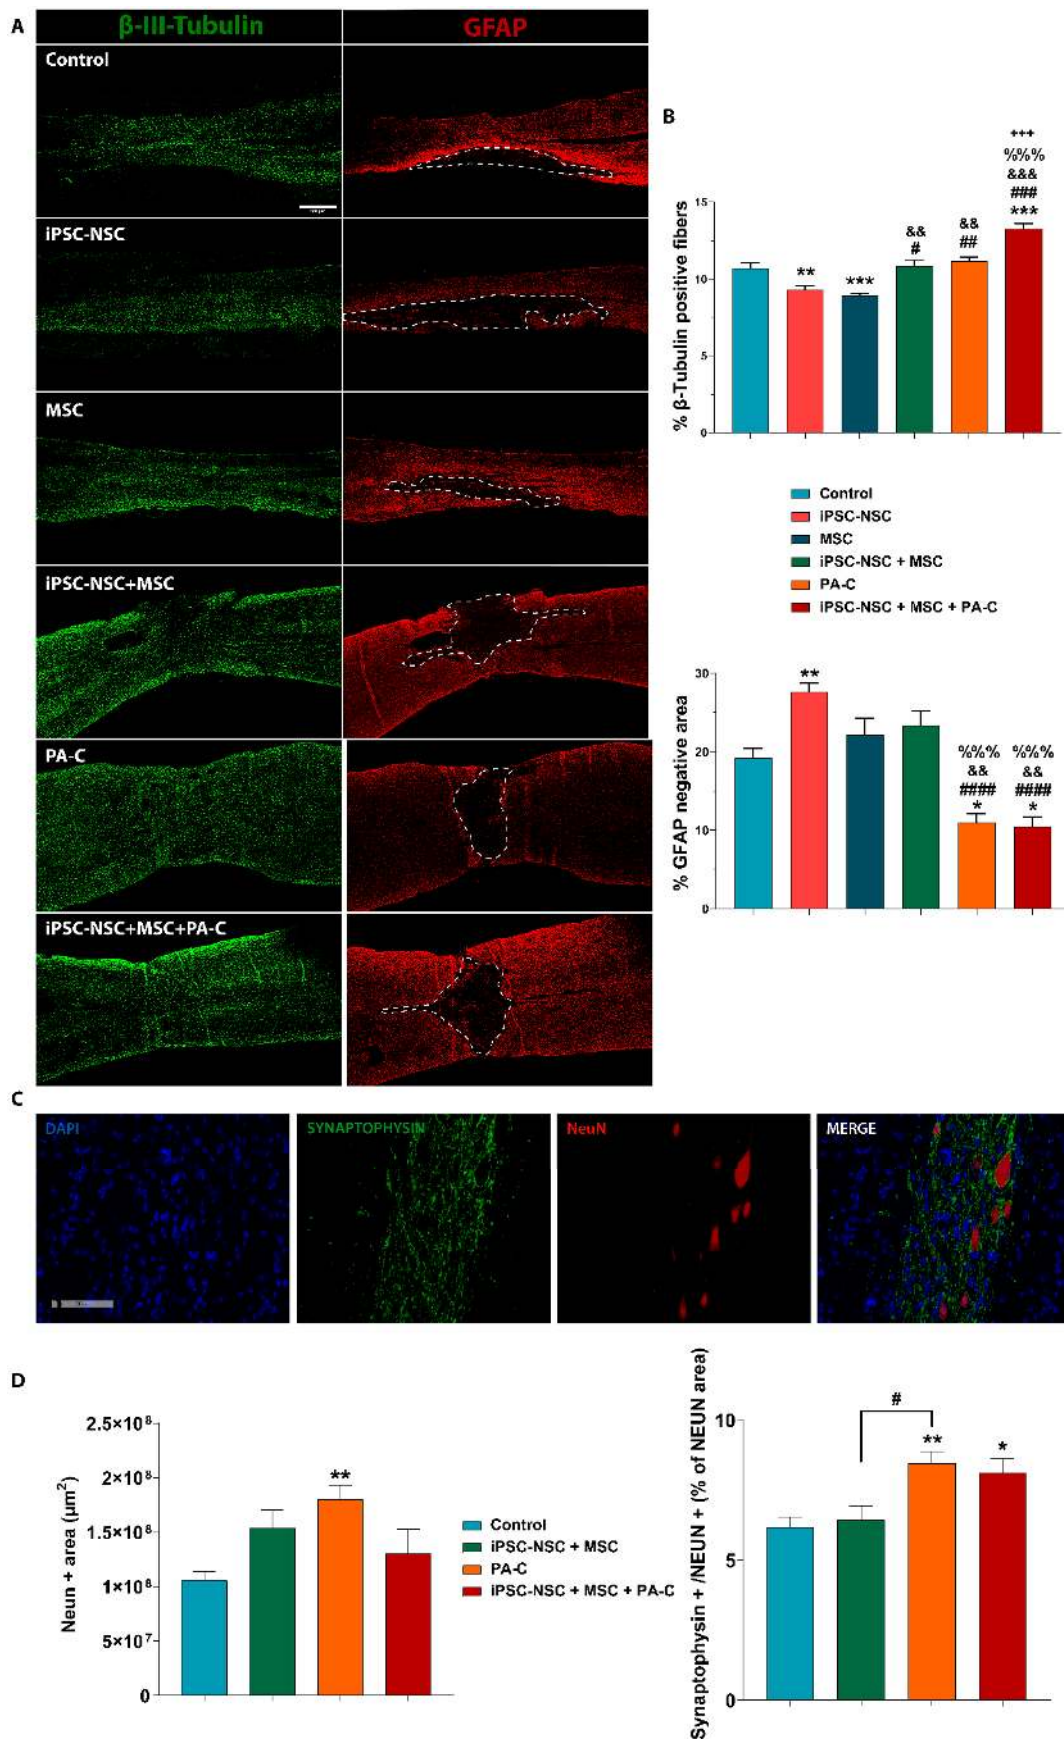 A
β-III-Tubulin
GFAP
Control
iPSC-NSC
MSC
iPSC-NSC+MSC
PA-C
iPSC-NSC+MSC+PA-C
B
% β-Tubulin positive fibers
15
10
5
0
**
***
&&
#
&&
##
+++
%%%
&&&
###
***
Control
iPSC-NSC
MSC
iPSC-NSC + MSC
PA-C
iPSC-NSC + MSC + PA-C
% GFAP negative area
30
20
10
0
**
%%%
&&
####
*
%%%
&&
####
*
C
DAPI
SYNAPTOPHYSIN
NeuN
MERGE
D
Neun + area (µm²)
2.5×10⁸
2×10⁸
1.5×10⁸
1×10⁸
5×10⁷
0
**
Control
iPSC-NSC + MSC
PA-C
iPSC-NSC + MSC + PA-C
Synaptophysin + /NEUN + (% of NEUN area)
10
5
0
#
**
*